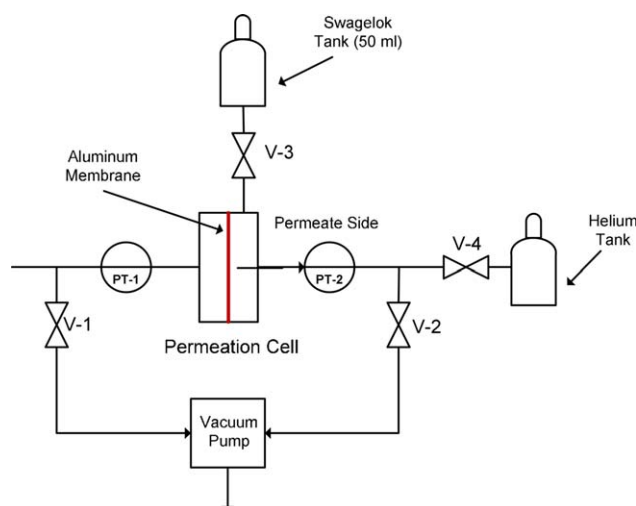 Swagelok
Tank (50 ml)
V-3
Aluminum
Membrane
Permeate Side
Helium
Tank
V-4
PT-1
PT-2
V-1
V-2
Permeation Cell
Vacuum
Pump